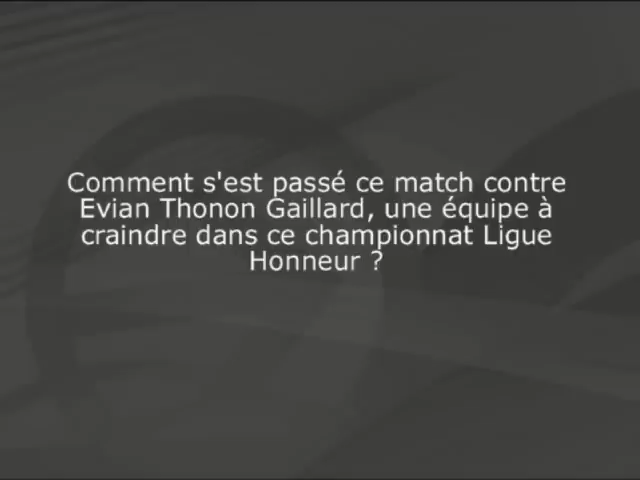 Comment s'est passé ce match contre
Evian Thonon Gaillard, une équipe à
craindre dans ce championnat Ligue
Honneur ?